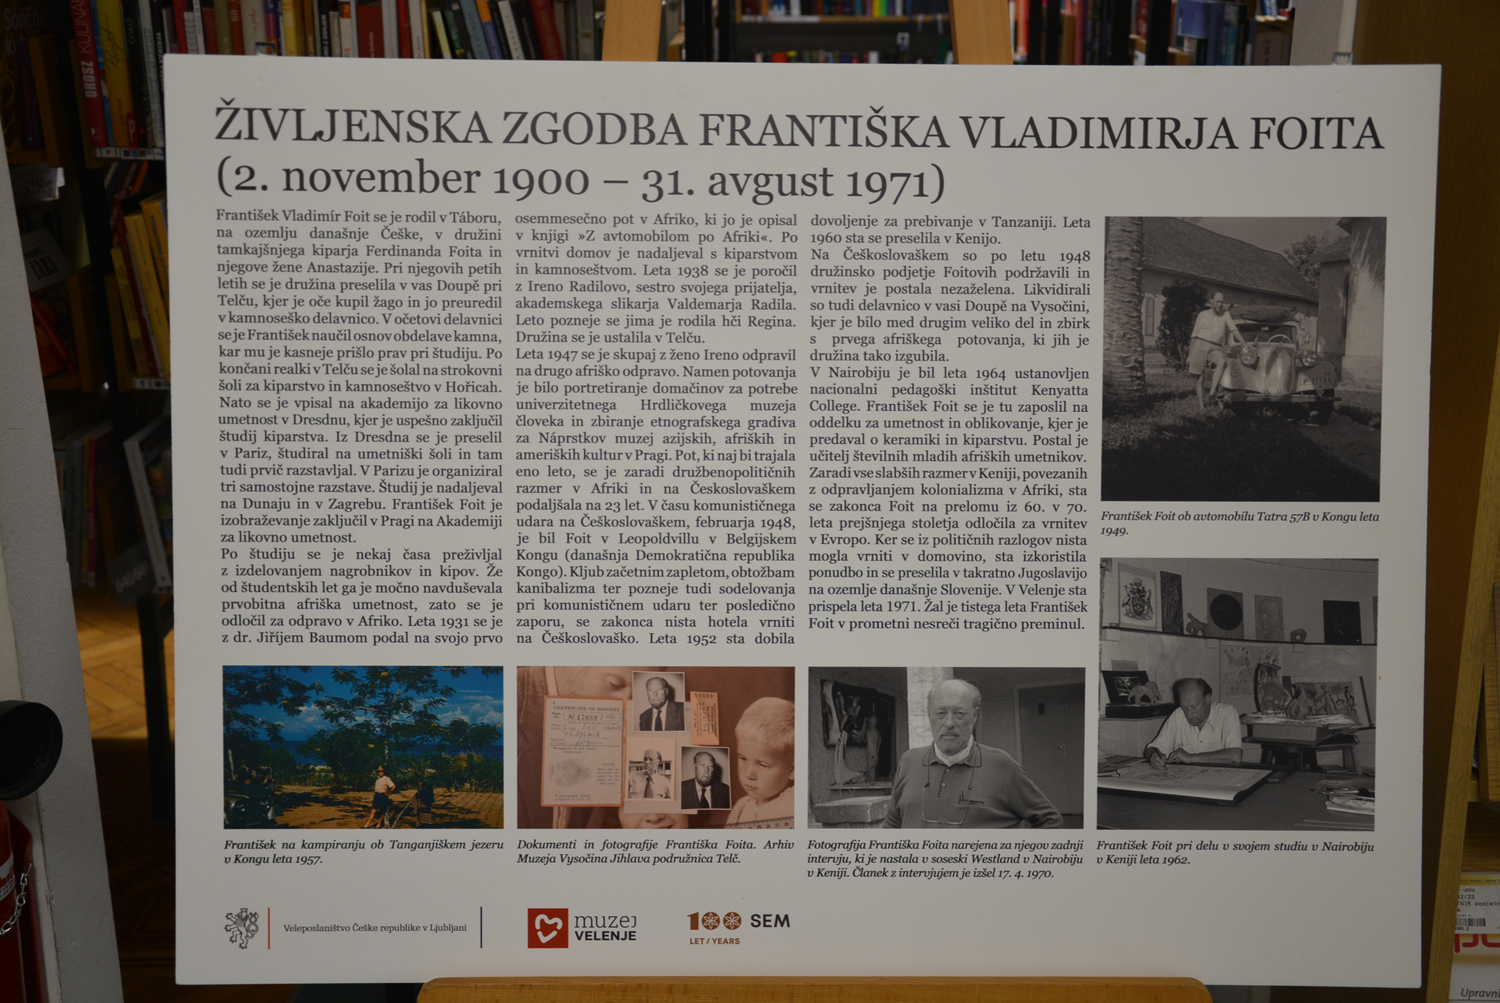 ŽIVLJENSKA ZGODBA FRANTIŠKA VLADIMIRJA FOITA
(2. november 1900 – 31. avgust 1971)
František Vladimír Foit se je rodil v Táboru,
na ozemlju današnje Češke, v družini
tamkajšnjega kiparja Ferdinanda Foita in
njegove žene Anastazije. Pri njegovih petih
letih se je družina preselila v vas Doupě pri
Telču, kjer je oče kupil žago in jo preuredil
v kamnoseško delavnico. V očetovi delavnici
se je František naučil osnov obdelave kamna,
kar mu je kasneje prišlo prav pri študiju. Po
končani realki v Telču se je šolal na strokovni
šoli za kiparstvo in kamnoseštvo v Hořicah.
Nato se je vpisal na akademijo za likovno
umetnost v Dresdnu, kjer je uspešno zaključil
študij kiparstva. Iz Dresdna se je preselil
v Pariz, študiral na umetniški šoli in tam
tudi prvič razstavljal. V Parizu je organiziral
tri samostojne razstave. Študij je nadaljeval
na Dunaju in v Zagrebu. František Foit je
izobraževanje zaključil v Pragi na Akademiji
za likovno umetnost.
Po študiju se je nekaj časa preživljal
z izdelovanjem nagrobnikov in kipov. Že
od študentskih let ga je močno navduševala
prvobitna afriška umetnost, zato se je
odločil za odpravo v Afriko. Leta 1931 se je
z dr. Jiříjem Baumom podal na svojo prvo
osemmesečno pot v Afriko, ki jo je opisal
v knjigi »Z avtomobilom po Afriki«. Po
vrnitvi domov je nadaljeval s kiparstvom
in kamnoseštvom. Leta 1938 se je poročil
z Ireno Radilovo, sestro svojega prijatelja,
akademskega slikarja Valdemarja Radila.
Leto pozneje se jima je rodila hči Regina.
Družina se je ustalila v Telču.
Leta 1947 se je skupaj z ženo Ireno odpravil
na drugo afriško odpravo. Namen potovanja
je bilo portretiranje domačinov za potrebe
univerzitetnega Hrdličkovega muzeja
človeka in zbiranje etnografskega gradiva
za Náprstkov muzej azijskih, afriških in
ameriških kultur v Pragi. Pot, ki naj bi trajala
eno leto, se je zaradi družbenopolitičnih
razmer v Afriki in na Češkoslovaškem
podaljšala na 23 let. V času komunističnega
udara na Češkoslovaškem, februarja 1948,
je bil Foit v Leopoldvillu v Belgijskem
Kongu (današnja Demokratična republika
Kongo). Kljub začetnim zapletom, obtožbam
kanibalizma ter pozneje tudi sodelovanja
pri komunističnem udaru ter posledično
zaporu, se zakonca nista hotela vrniti
na Češkoslovaško. Leta 1952 sta dobila
dovoljenje za prebivanje v Tanzaniji. Leta
1960 sta se preselila v Kenijo.
Na Češkoslovaškem so po letu 1948
družinsko podjetje Foitovih podržavili in
vrnitev je postala nezaželena. Likvidirali
so tudi delavnico v vasi Doupě na Vysočini,
kjer je bilo med drugim veliko del in zbirk
s prvega afriškega potovanja, ki jih je
družina tako izgubila.
V Nairobiju je bil leta 1964 ustanovljen
nacionalni pedagoški inštitut Kenyatta
College. František Foit se je tu zaposlil na
oddelku za umetnost in oblikovanje, kjer je
predaval o keramiki in kiparstvu. Postal je
učitelj številnih mladih afriških umetnikov.
Zaradi vse slabših razmer v Keniji, povezanih
z odpravljanjem kolonializma v Afriki, sta
se zakonca Foit na prelomu iz 60. v 70.
leta prejšnjega stoletja odločila za vrnitev
v Evropo. Ker se iz političnih razlogov nista
mogla vrniti v domovino, sta izkoristila
ponudbo in se preselila v takratno Jugoslavijo
na ozemlje današnje Slovenije. V Velenje sta
prispela leta 1971. Žal je tistega leta František
Foit v prometni nesreči tragično preminul.
František Foit ob avtomobilu Tatra 57B v Kongu leta
1949.
František na kampiranju ob Tanganjiškem jezeru
v Kongu leta 1957.
Dokumenti in fotografije Františka Foita. Arhiv
Muzeja Vysočina Jihlava podružnica Telč.
Fotografija Františka Foita narejena za njegov zadnji
intervju, ki je nastala v soseski Westland v Nairobiju
v Keniji. Članek z intervjujem je izšel 17. 4. 1970.
František Foit pri delu v svojem studiu v Nairobiju
v Keniji leta 1962.
Veleposlaništvo Češke republike v Ljubljani
muzej
VELENJE
100 SEM
LET / YEARS
CERTIFICATE OF IDENTITY
UROSZ KULINAR
Upravni